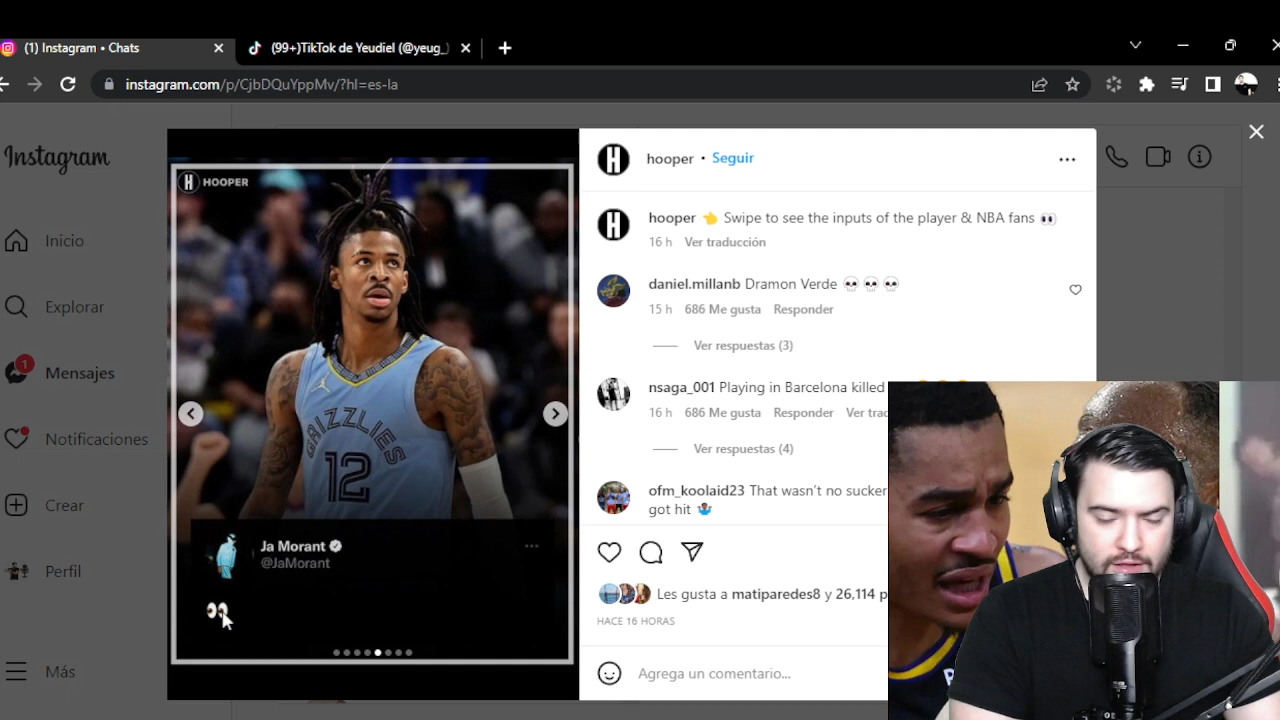 (1) Instagram • Chats
(99+)TikTok de Yeudiel (@yeug_
instagram.com/p/CjbDQuYppMv/?hl=es-la
Instagram
Inicio
Explorar
1
Mensajes
Notificaciones
Crear
Perfil
Más
H HOOPER
GRIZZLIES
12
Ja Morant
@JaMorant
👀
hooper • Seguir
hooper 👈 Swipe to see the inputs of the player & NBA fans 👀
16 h Ver traducción
daniel.millanb Dramon Verde 💀💀💀
15 h 686 Me gusta Responder
Ver respuestas (3)
nsaga_001 Playing in Barcelona killed
16 h 686 Me gusta Responder Ver trad
Ver respuestas (4)
ofm_koolaid23 That wasn't no sucker
got hit 🤷
Les gusta a matiparedes8 y 26,114 p
HACE 16 HORAS
Agrega un comentario...